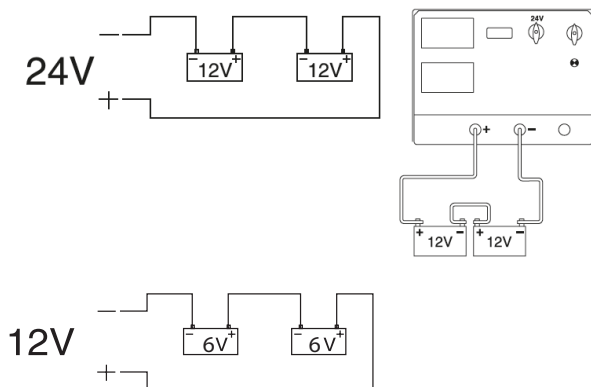 24V
− +
− 12V +
− 12V +
24V
+ −
+ 12V −
+ 12V −
12V
− +
− 6V +
− 6V +